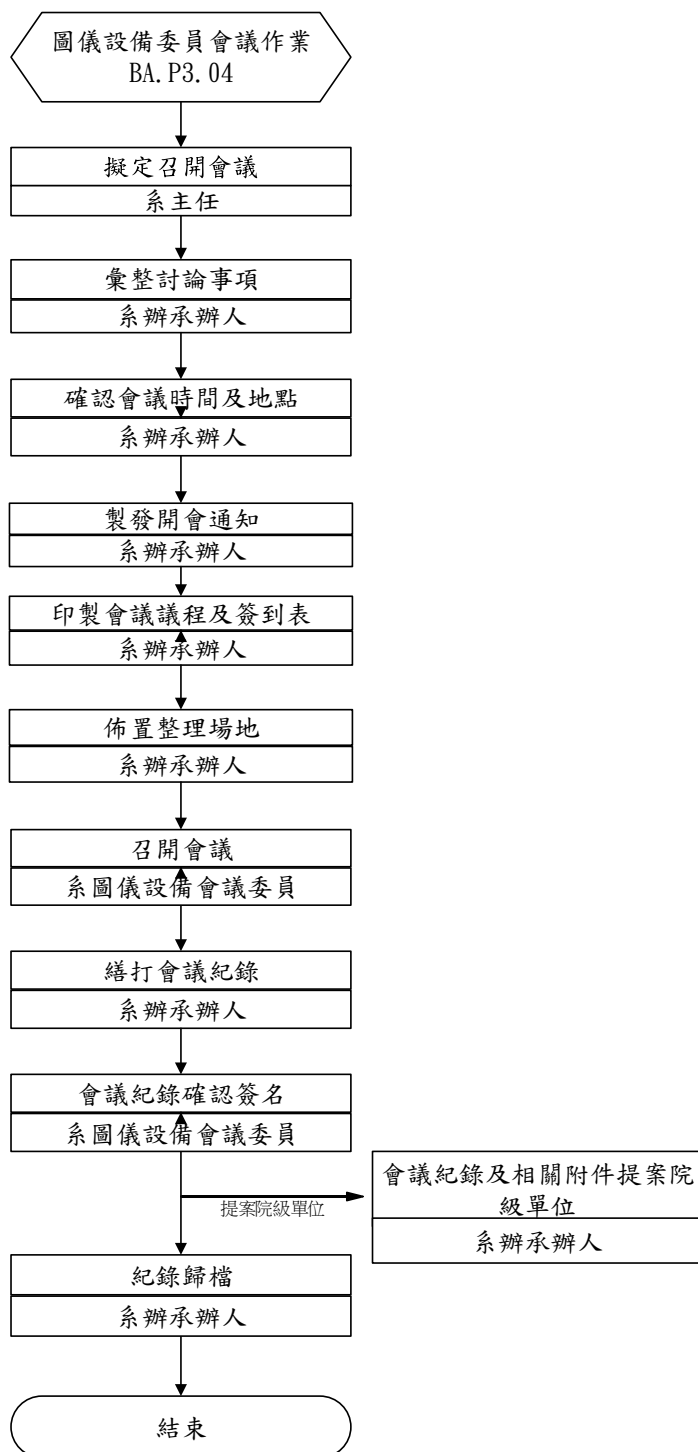 圖儀設備委員會議作業
BA.P3.04
擬定召開會議
系主任
彙整討論事項
系辦承辦人
確認會議時間及地點
系辦承辦人
製發開會通知
系辦承辦人
印製會議議程及簽到表
系辦承辦人
佈置整理場地
系辦承辦人
召開會議
系圖儀設備會議委員
繕打會議紀錄
系辦承辦人
會議紀錄確認簽名
系圖儀設備會議委員
提案院級單位
會議紀錄及相關附件提案院
級單位
系辦承辦人
紀錄歸檔
系辦承辦人
結束